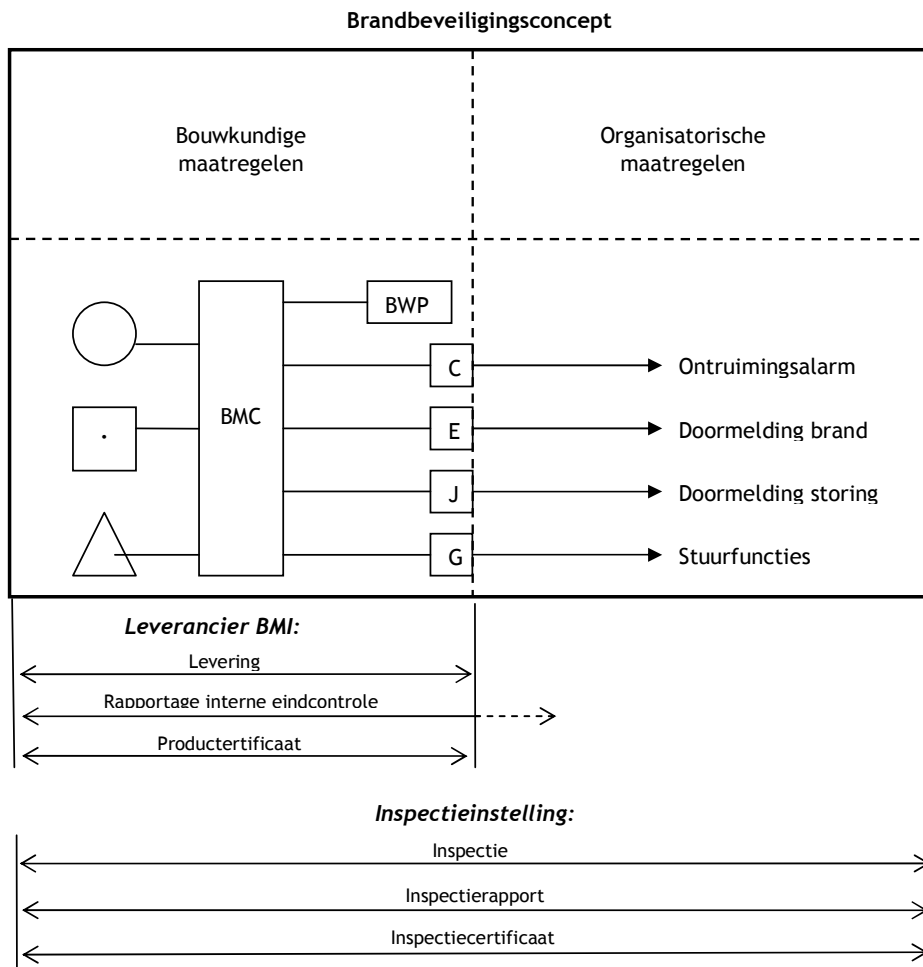 Brandbeveiligingsconcept
Bouwkundige
maatregelen
Organisatorische
maatregelen
BWP
C
Ontruimingsalarm
BMC
E
Doormelding brand
J
Doormelding storing
G
Stuurfuncties
Leverancier BMI:
Levering
Rapportage interne eindcontrole
Productertificaat
Inspectieinstelling:
Inspectie
Inspectierapport
Inspectiecertificaat